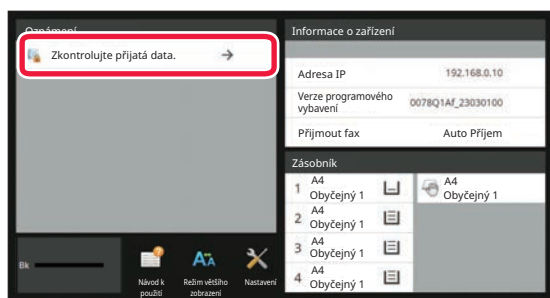 Oznámení
Zkontrolujte přijatá data.
Informace o zařízení
Adresa IP 192.168.0.10
Verze programového
vybavení 0078Q1Af_23030100
Přijmout fax Auto Příjem
Zásobník
1 A4
Obyčejný 1
A4
Obyčejný 1
2 A4
Obyčejný 1
3 A4
Obyčejný 1
4 A4
Obyčejný 1
Bk
Návod k
použití
Režim většího
zobrazení
Nastavení